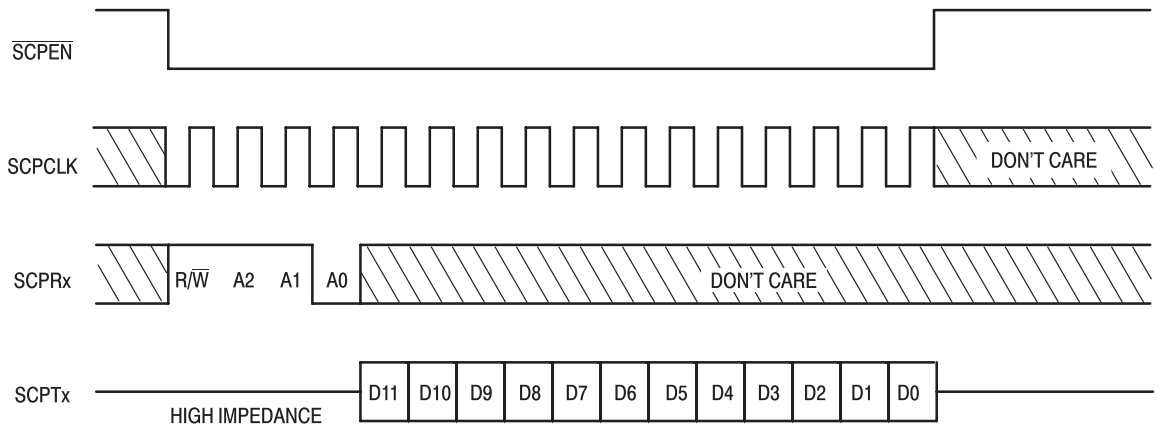 SCPEN
SCPCLK
DON'T CARE
SCPRx
R/W A2 A1 A0
DON'T CARE
SCPTx
D11 D10 D9 D8 D7 D6 D5 D4 D3 D2 D1 D0
HIGH IMPEDANCE